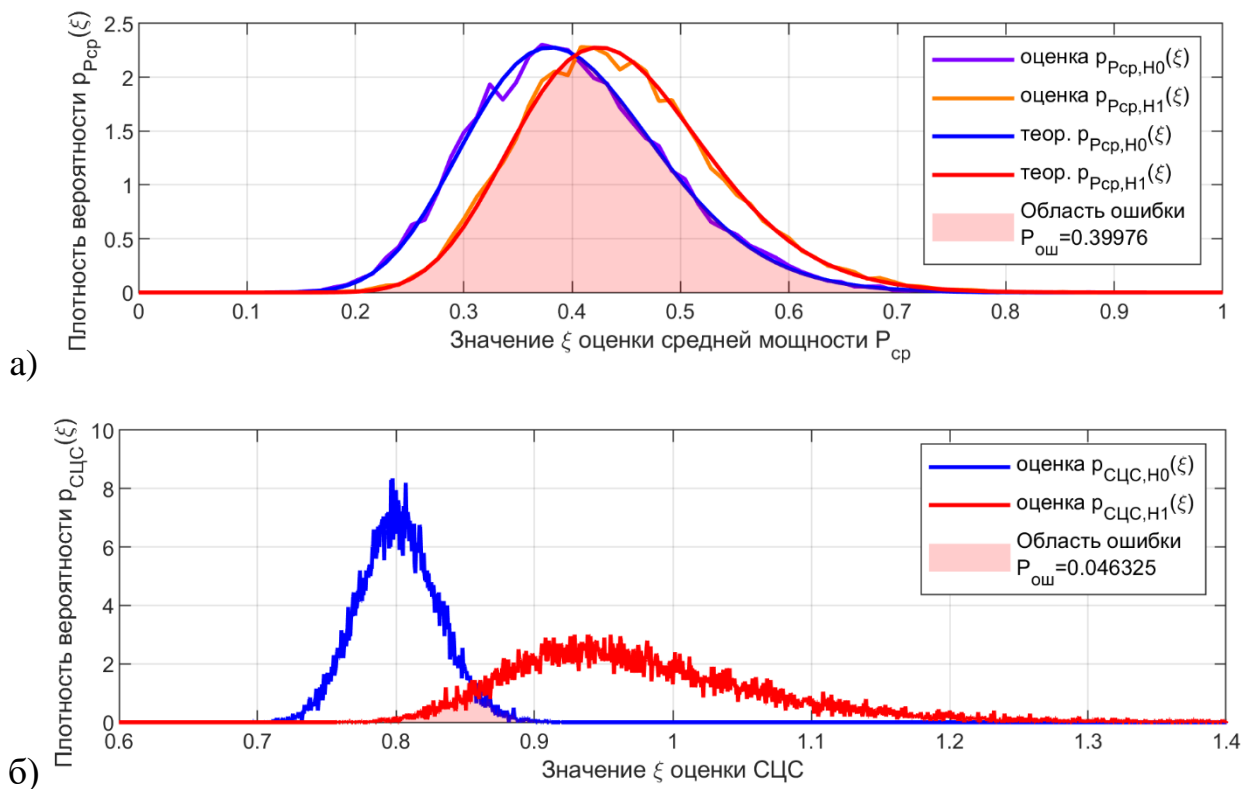 Плотность вероятности p_Pср(ξ)
2.5
2
1.5
1
0.5
0
оценка p_Pср,H0(ξ)
оценка p_Pср,H1(ξ)
теор. p_Pср,H0(ξ)
теор. p_Pср,H1(ξ)
Область ошибки
P_ош=0.39976
0 0.1 0.2 0.3 0.4 0.5 0.6 0.7 0.8 0.9 1
Значение ξ оценки средней мощности P_ср
а)
Плотность вероятности p_СЦС(ξ)
10
8
6
4
2
0
оценка p_СЦС,H0(ξ)
оценка p_СЦС,H1(ξ)
Область ошибки
P_ош=0.046325
0.6 0.7 0.8 0.9 1 1.1 1.2 1.3 1.4
Значение ξ оценки СЦС
б)